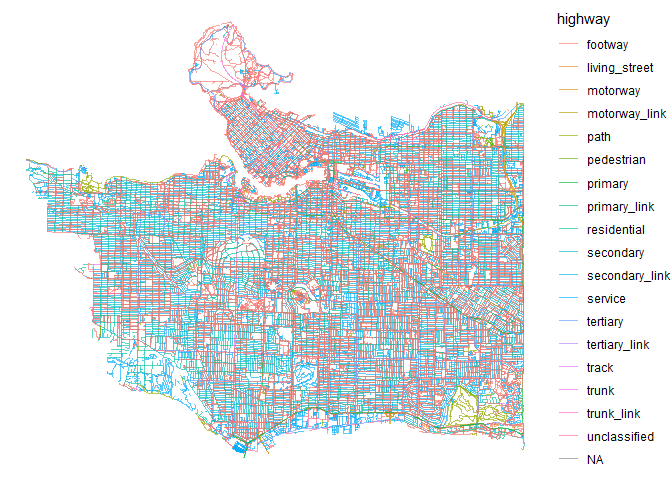 highway
footway
living_street
motorway
motorway_link
path
pedestrian
primary
primary_link
residential
secondary
secondary_link
service
tertiary
tertiary_link
track
trunk
trunk_link
unclassified
NA